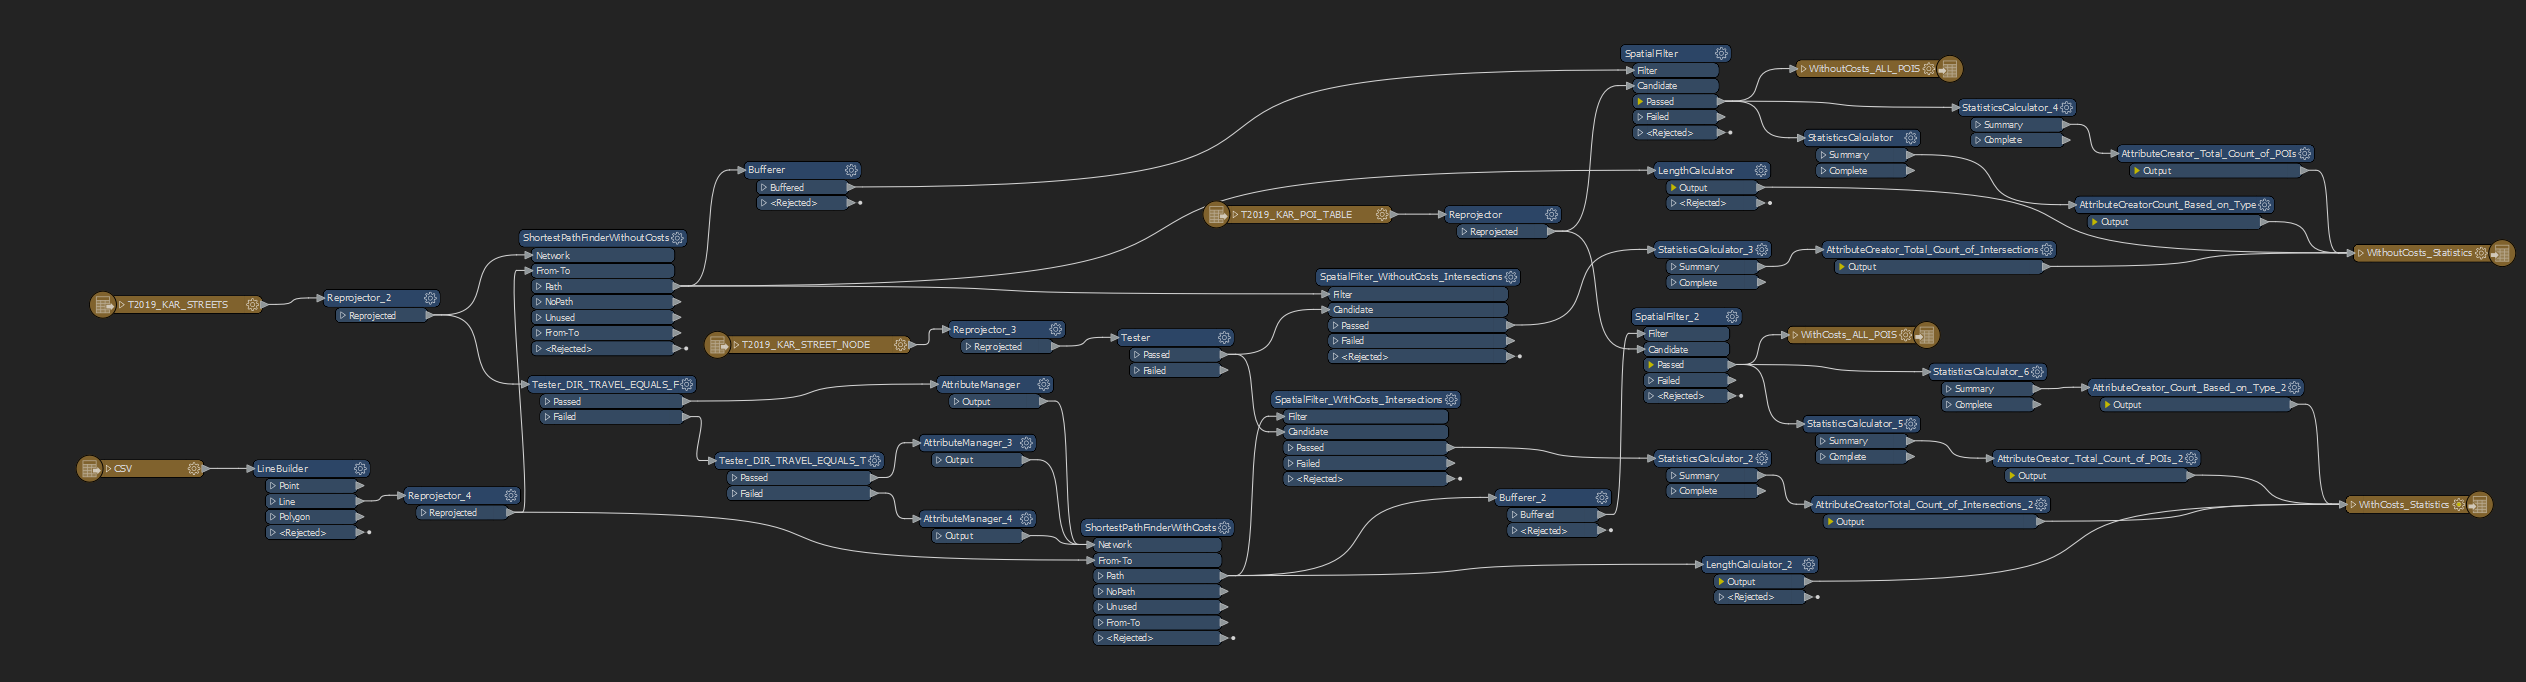 T2019_KAR_STREETS
Reprojector_2
Reprojected
CSV
LineBuilder
Point
Line
Polygon
<Rejected>
Reprojector_4
Reprojected
ShortestPathFinderWithoutCosts
Network
From-To
Path
NoPath
Unused
From-To
<Rejected>
Tester_DIR_TRAVEL_EQUALS_F
Passed
Failed
Bufferer
Buffered
<Rejected>
T2019_KAR_STREET_NODE
Reprojector_3
Reprojected
Tester
Passed
Failed
AttributeManager
Output
Tester_DIR_TRAVEL_EQUALS_T
Passed
Failed
AttributeManager_3
Output
AttributeManager_4
Output
ShortestPathFinderWithCosts
Network
From-To
Path
NoPath
Unused
From-To
<Rejected>
T2019_KAR_POI_TABLE
Reprojector
Reprojected
SpatialFilter_WithoutCosts_Intersections
Filter
Candidate
Passed
Failed
<Rejected>
SpatialFilter_WithCosts_Intersections
Filter
Candidate
Passed
Failed
<Rejected>
Bufferer_2
Buffered
<Rejected>
SpatialFilter
Filter
Candidate
Passed
Failed
<Rejected>
LengthCalculator
Output
<Rejected>
StatisticsCalculator_3
Summary
Complete
SpatialFilter_2
Filter
Candidate
Passed
Failed
<Rejected>
StatisticsCalculator_2
Summary
Complete
LengthCalculator_2
Output
<Rejected>
WithoutCosts_ALL_POIS
StatisticsCalculator
Summary
Complete
StatisticsCalculator_4
Summary
Complete
AttributeCreator_Total_Count_of_POIs
Output
AttributeCreatorCount_Based_on_Type
Output
AttributeCreator_Total_Count_of_Intersections
Output
WithoutCosts_Statistics
WithCosts_ALL_POIS
StatisticsCalculator_6
Summary
Complete
AttributeCreator_Count_Based_on_Type_2
Output
StatisticsCalculator_5
Summary
Complete
AttributeCreator_Total_Count_of_POIs_2
Output
AttributeCreatorTotal_Count_of_Intersections_2
Output
WithCosts_Statistics